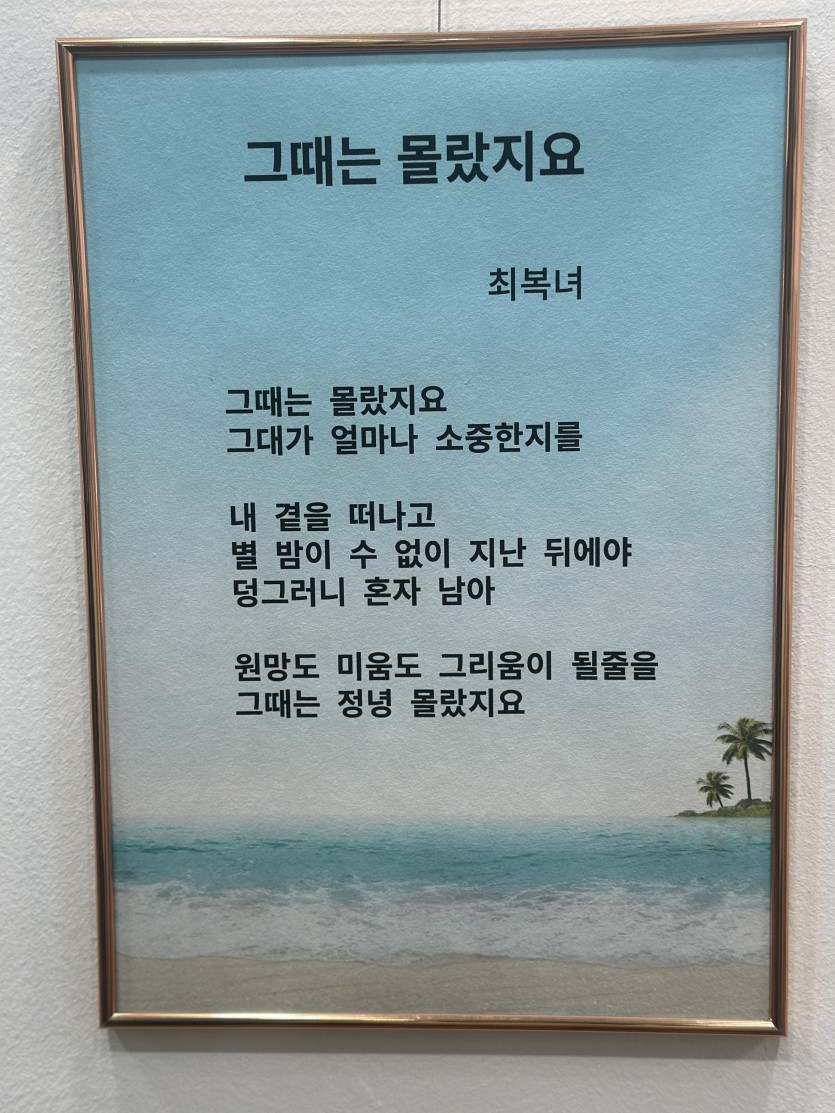 그때는 몰랐지요
최복녀
그때는 몰랐지요
그대가 얼마나 소중한지를
내 곁을 떠나고
별 밤이 수 없이 지난 뒤에야
덩그러니 혼자 남아
원망도 미움도 그리움이 될줄을
그때는 정녕 몰랐지요